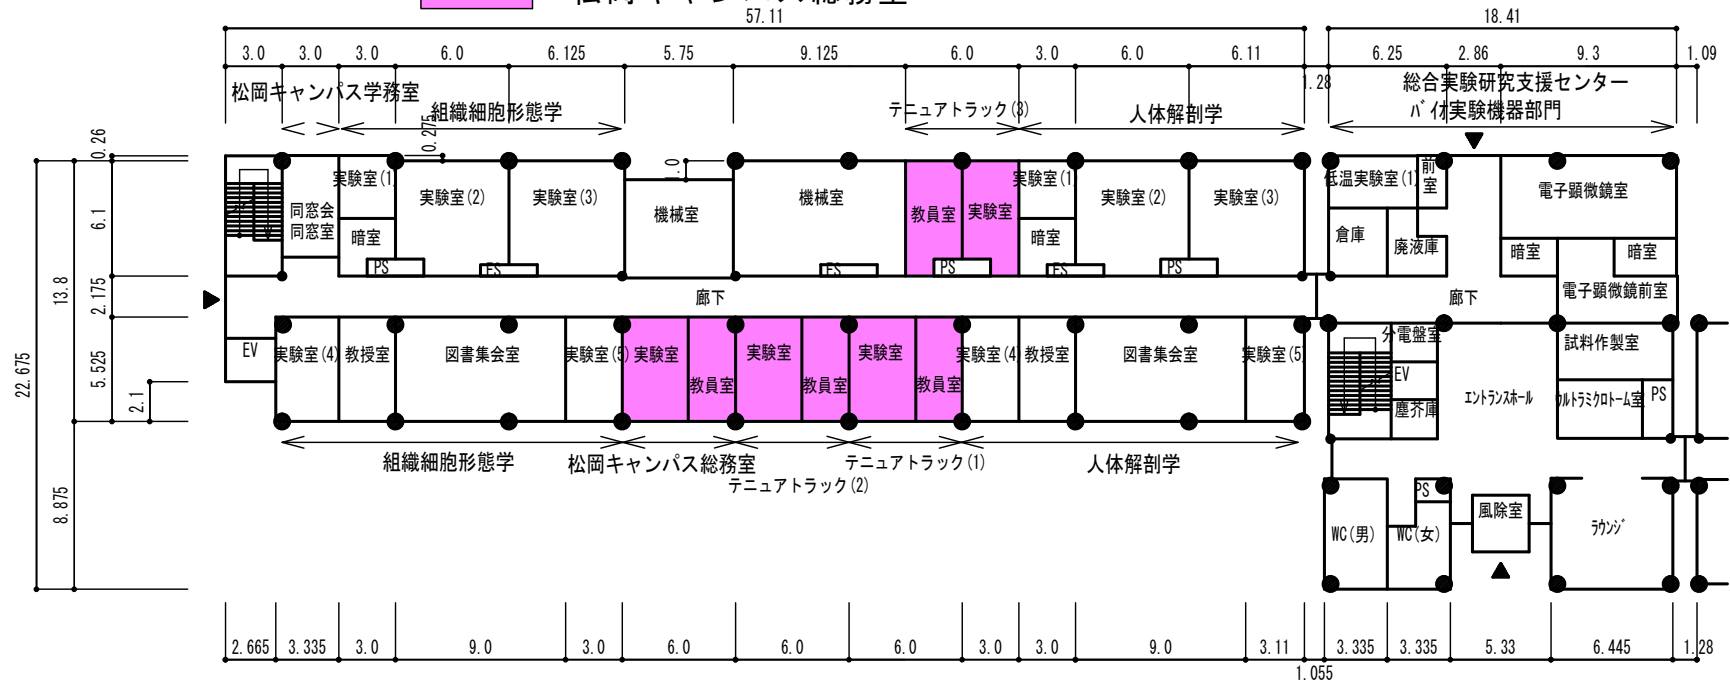 松岡キャンパス総務室
57.11
18.41
3.0 3.0 3.0 6.0 6.125 5.75 9.125 6.0 3.0 6.0 6.11 6.25 2.86 9.3 1.09
1.28
松岡キャンパス学務室
組織細胞形態学
テニュアトラック(3)
人体解剖学
総合実験研究支援センター
バイオ実験機器部門
0.26
0.275
1.0
実験室(1)
実験室(2)
実験室(3)
同窓会
同窓室
暗室
PS
機械室
機械室
教員室
実験室
PS
実験室(1)
実験室(2)
実験室(3)
暗室
PS
低温実験室(1)
前室
電子顕微鏡室
倉庫
廃液庫
暗室
暗室
電子顕微鏡前室
6.1
13.8
2.175
22.675
5.525
2.1
8.875
廊下
廊下
EV
実験室(4)
教授室
図書集会室
実験室(5)
実験室
教員室
実験室
教員室
実験室
教員室
実験室(4)
教授室
図書集会室
実験室(5)
分電盤室
EV
塵芥庫
エントランスホール
試料作製室
ウルトラミクロトーム室
PS
組織細胞形態学
松岡キャンパス総務室
テニュアトラック(2)
テニュアトラック(1)
人体解剖学
WC(男)
PS
WC(女)
風除室
ラウンジ
2.665 3.335 3.0 9.0 3.0 6.0 6.0 6.0 3.0 3.0 9.0 3.11 3.335 3.335 5.33 6.445 1.28
1.055